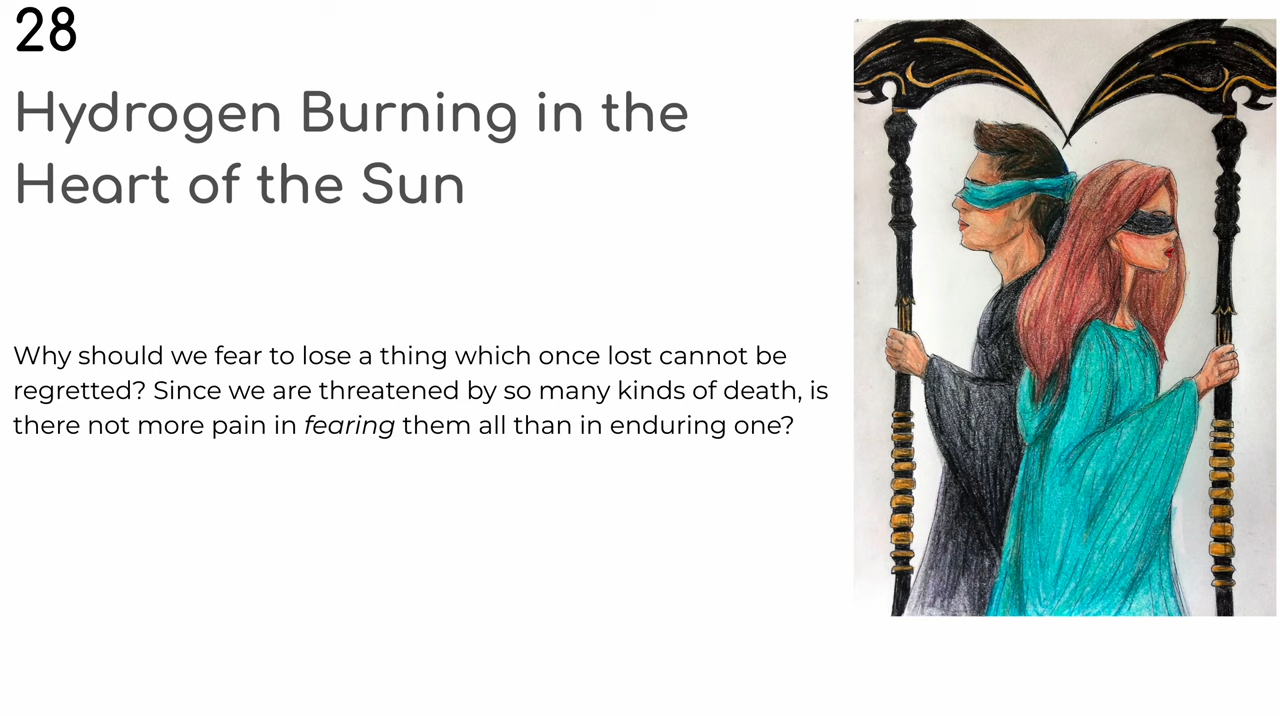 28
Hydrogen Burning in the
Heart of the Sun
Why should we fear to lose a thing which once lost cannot be
regretted? Since we are threatened by so many kinds of death, is
there not more pain in fearing them all than in enduring one?